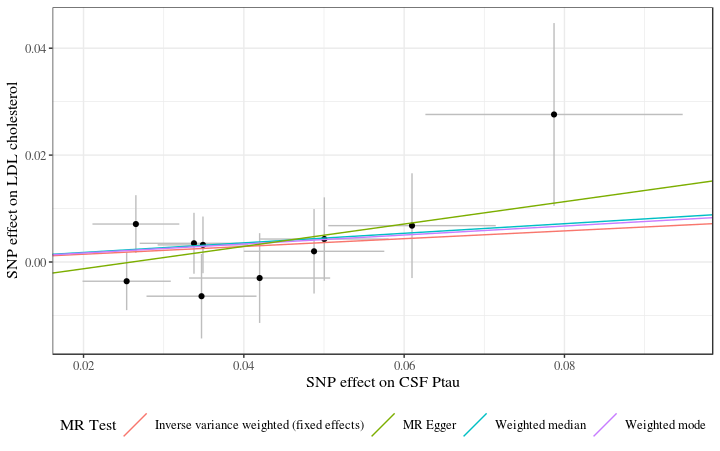 SNP effect on LDL cholesterol
0.04
0.02
0.00
0.02 0.04 0.06 0.08
SNP effect on CSF Ptau
MR Test Inverse variance weighted (fixed effects) MR Egger Weighted median Weighted mode